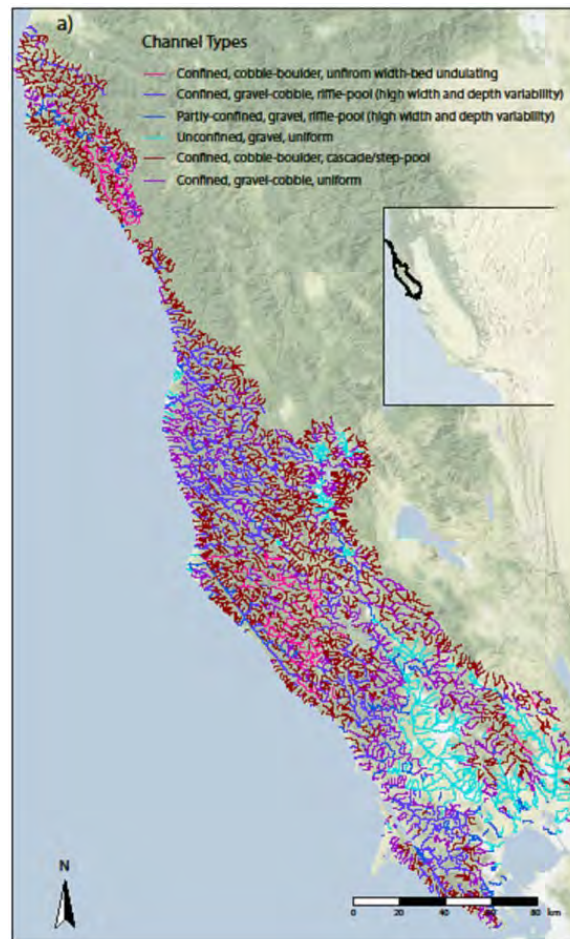 a)
Channel Types
Confined, cobble-boulder, unfirom width-bed undulating
Confined, gravel-cobble, riffle-pool (high width and depth variability)
Partly-confined, gravel, riffle-pool (high width and depth variability)
Unconfined, gravel, uniform
Confined, cobble-boulder, cascade/step-pool
Confined, gravel-cobble, uniform
N
0 20 40 60 80 km